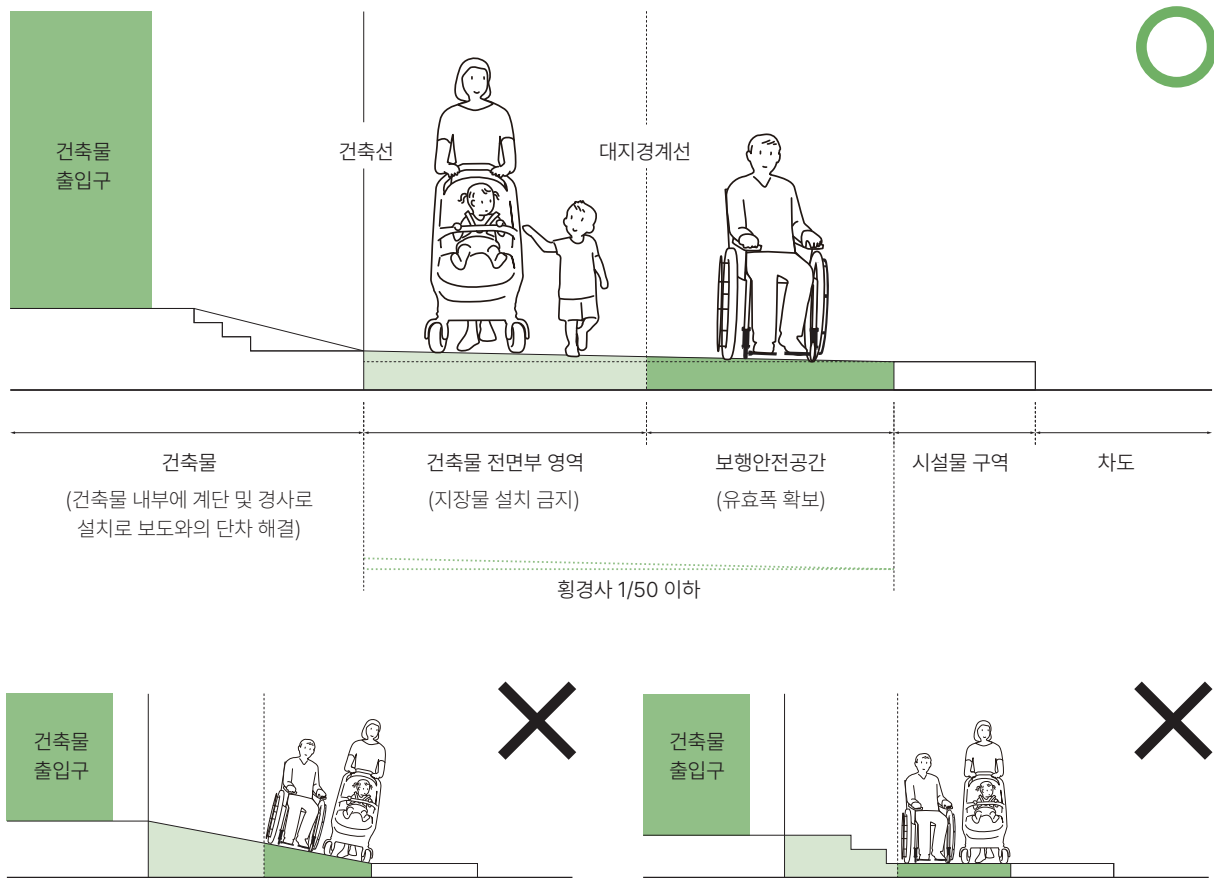 건축물
출입구
건축선
대지경계선
건축물
(건축물 내부에 계단 및 경사로
설치로 보도와의 단차 해결)
건축물 전면부 영역
(지장물 설치 금지)
보행안전공간
(유효폭 확보)
시설물 구역
차도
횡경사 1/50 이하
건축물
출입구
건축물
출입구